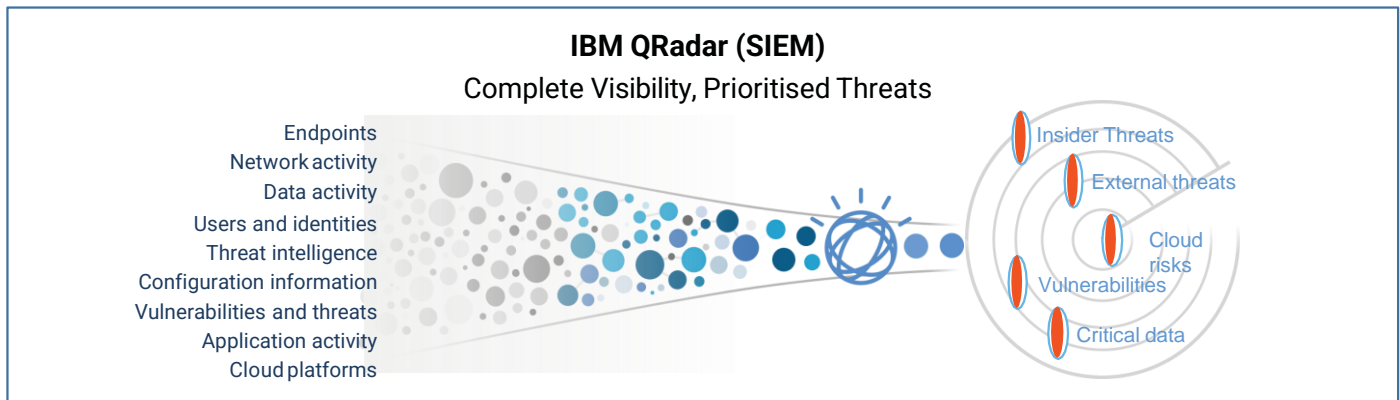 IBM QRadar (SIEM)
Complete Visibility, Prioritised Threats
Endpoints
Network activity
Data activity
Users and identities
Threat intelligence
Configuration information
Vulnerabilities and threats
Application activity
Cloud platforms
Insider Threats
External threats
Cloud
risks
Vulnerabilities
Critical data